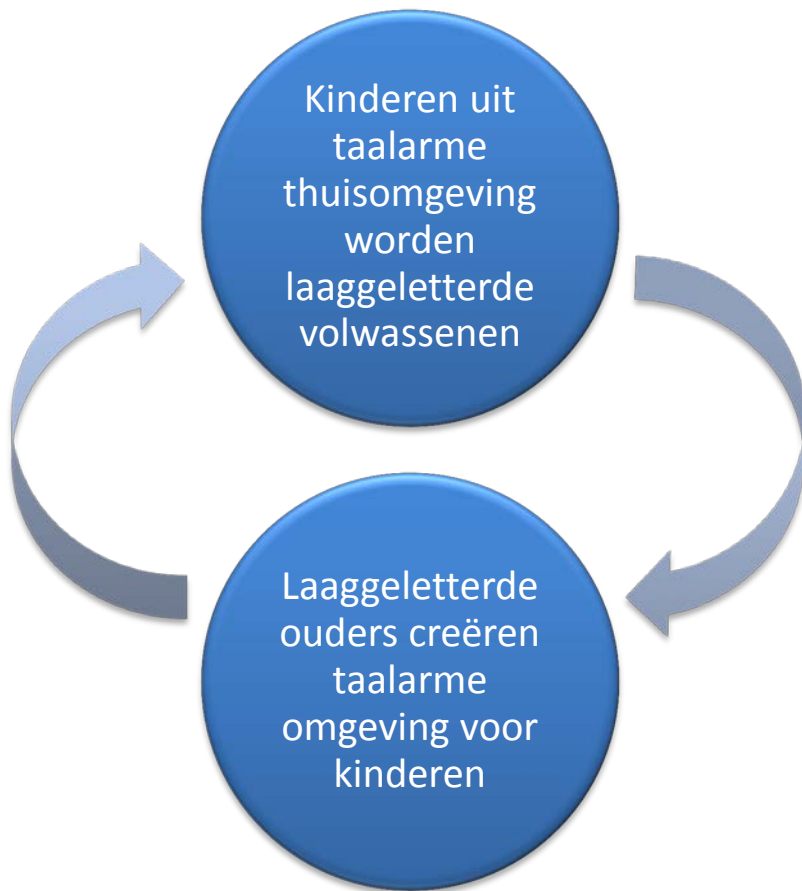 Kinderen uit
taalarme
thuisomgeving
worden
laaggeletterde
volwassenen
Laaggeletterde
ouders creëren
taalarme
omgeving voor
kinderen